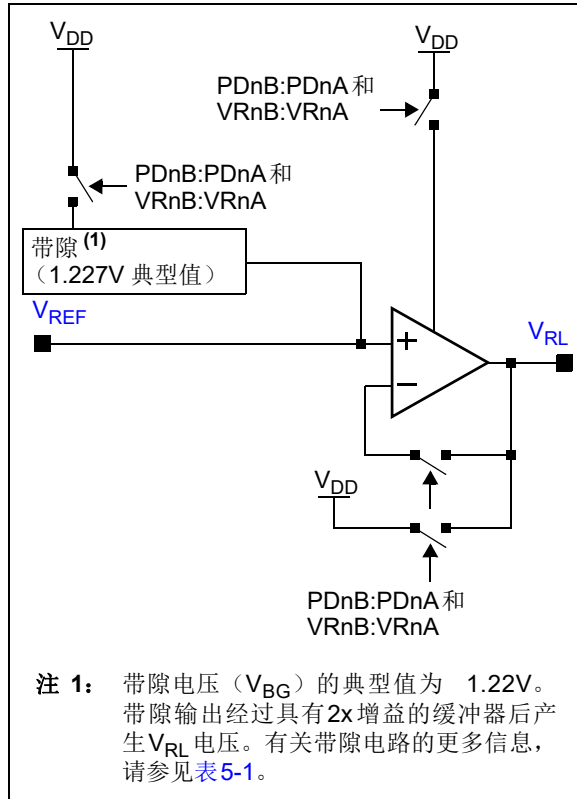 VDD
VDD
PDnB:PDnA和
VRnB:VRnA
PDnB:PDnA和
VRnB:VRnA
带隙(1)
（1.227V 典型值）
VREF
VRL
+
−
VDD
PDnB:PDnA和
VRnB:VRnA
注 1： 带隙电压（VBG）的典型值为 1.22V。
带隙输出经过具有2x增益的缓冲器后产
生VRL电压。有关带隙电路的更多信息，
请参见表5-1。